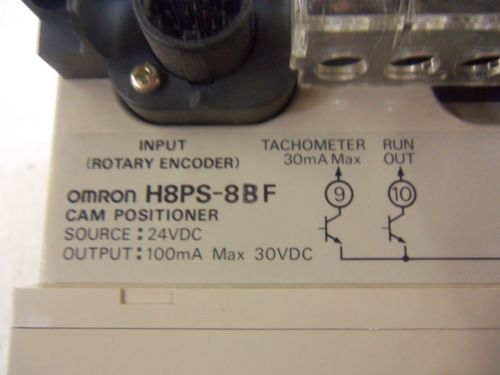 INPUT
(ROTARY ENCODER)
TACHOMETER
30mA Max
RUN
OUT
9
10
omron H8PS-8BF
CAM POSITIONER
SOURCE : 24VDC
OUTPUT : 100mA Max 30VDC